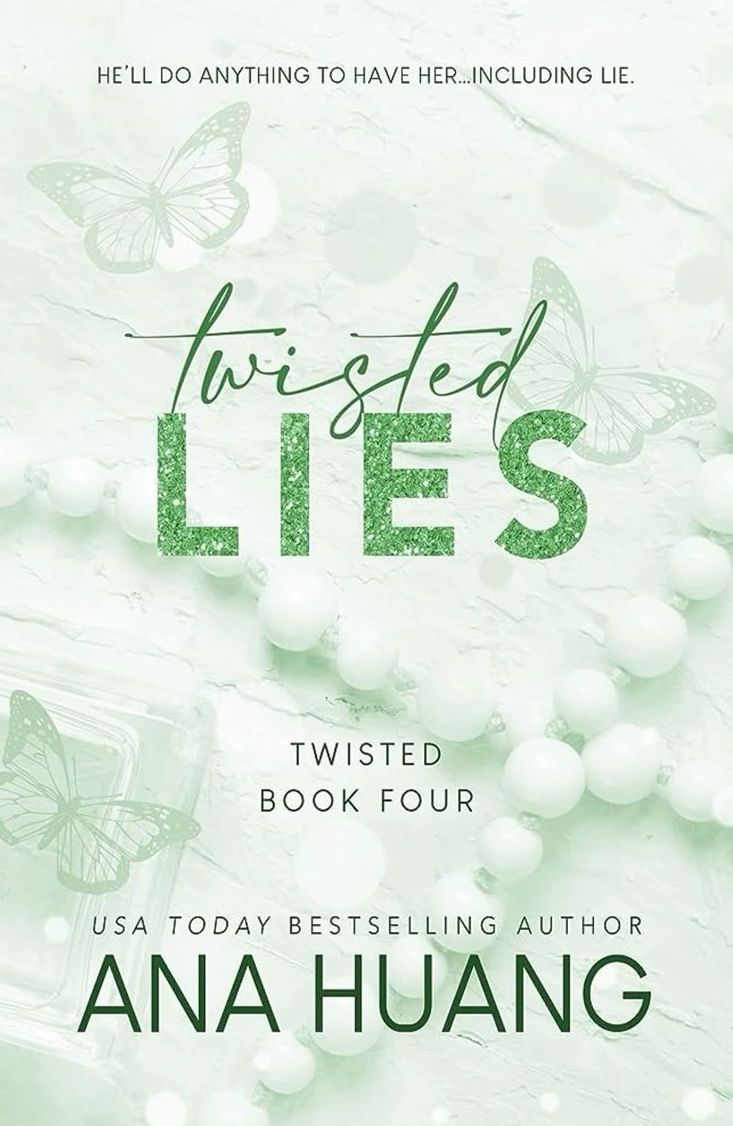 HE'LL DO ANYTHING TO HAVE HER...INCLUDING LIE.
twisted
LIES
TWISTED
BOOK FOUR
USA TODAY BESTSELLING AUTHOR
ANA HUANG